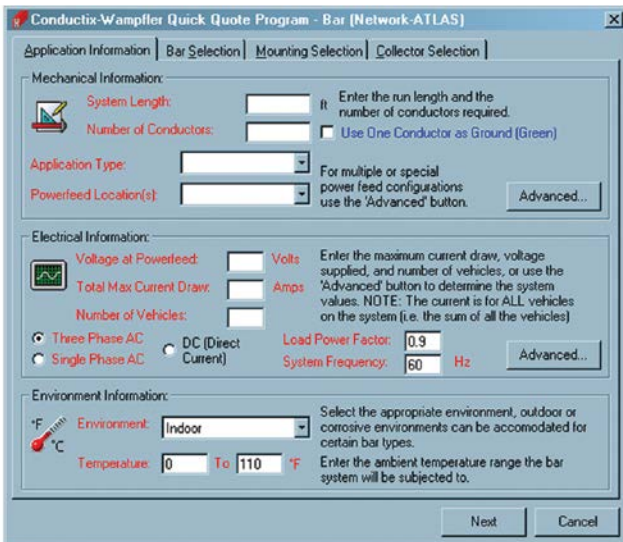 Conductix-Wampfler Quick Quote Program - Bar (Network-ATLAS)
Application Information
Bar Selection
Mounting Selection
Collector Selection
Mechanical Information:
System Length:
ft
Number of Conductors:
Enter the run length and the
number of conductors required.
Use One Conductor as Ground (Green)
Application Type:
Powerfeed Location(s):
For multiple or special
power feed configurations
use the 'Advanced' button.
Advanced...
Electrical Information:
Voltage at Powerfeed:
Volts
Total Max Current Draw:
Amps
Number of Vehicles:
Enter the maximum current draw, voltage
supplied, and number of vehicles, or use the
'Advanced' button to determine the system
values. NOTE: The current is for ALL vehicles
on the system (i.e. the sum of all the vehicles)
Three Phase AC
Single Phase AC
DC (Direct
Current)
Load Power Factor: 0.9
System Frequency: 60 Hz
Advanced...
Environment Information:
°F
°C
Environment: Indoor
Temperature: 0 To 110 °F
Select the appropriate environment, outdoor or
corrosive environments can be accomodated for
certain bar types.
Enter the ambient temperature range the bar
system will be subjected to.
Next
Cancel